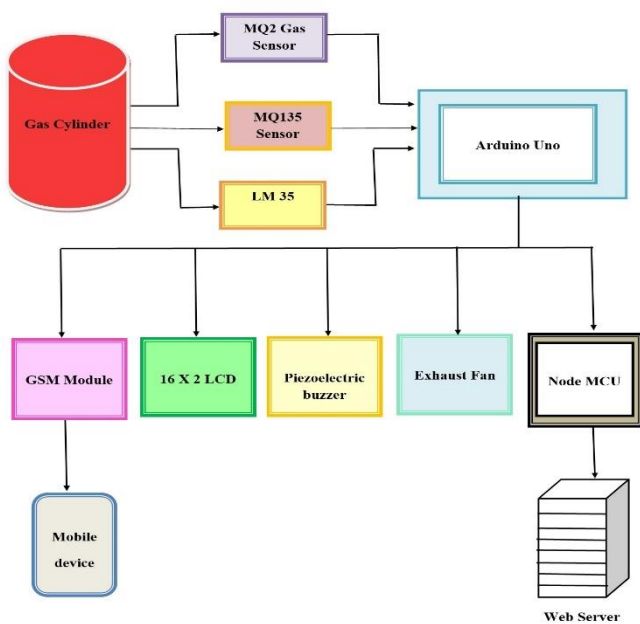 MQ2 Gas
Sensor
Gas Cylinder
MQ135
Sensor
Arduino Uno
LM 35
GSM Module
16 X 2 LCD
Piezoelectric
buzzer
Exhaust Fan
Node MCU
Mobile
device
Web Server